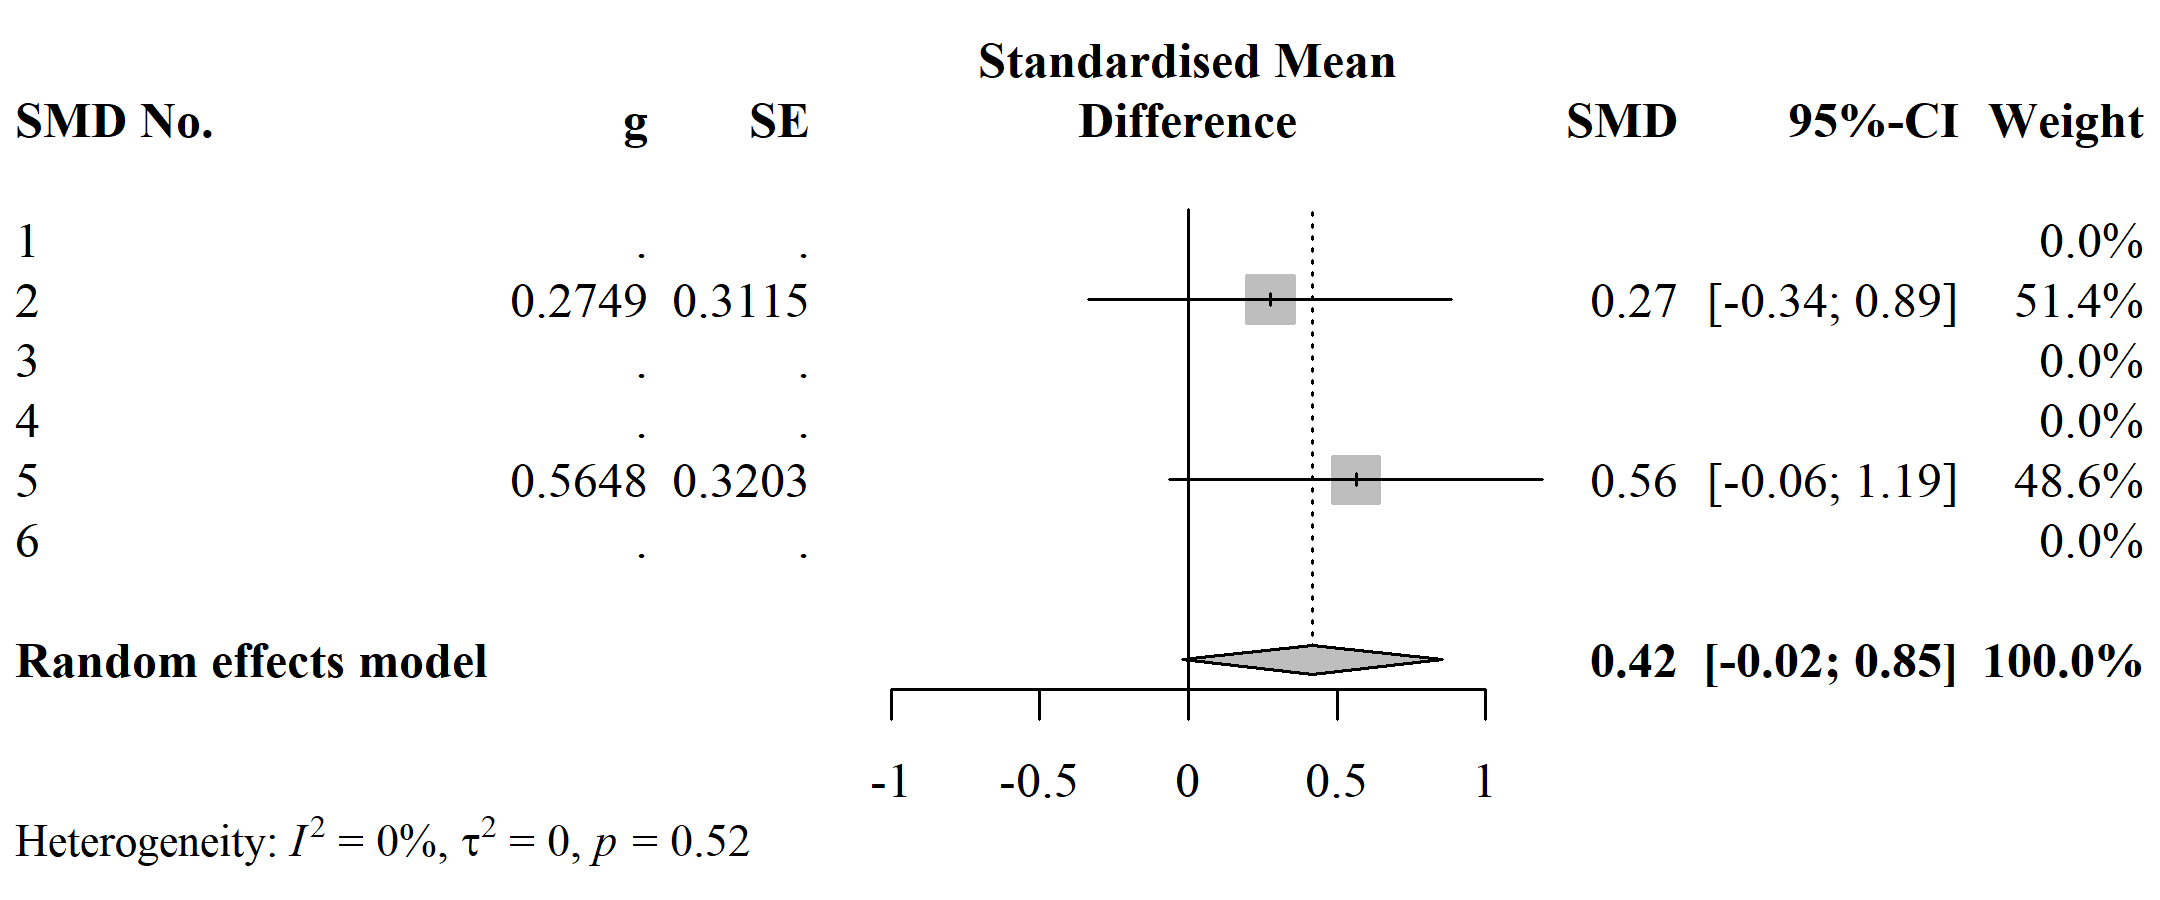 Standardised Mean
SMD No. g SE Difference SMD 95%-CI Weight
1 . . 0.0%
2 0.2749 0.3115 0.27 [-0.34; 0.89] 51.4%
3 . . 0.0%
4 . . 0.0%
5 0.5648 0.3203 0.56 [-0.06; 1.19] 48.6%
6 . . 0.0%
Random effects model 0.42 [-0.02; 0.85] 100.0%
-1 -0.5 0 0.5 1
Heterogeneity: I² = 0%, τ² = 0, p = 0.52